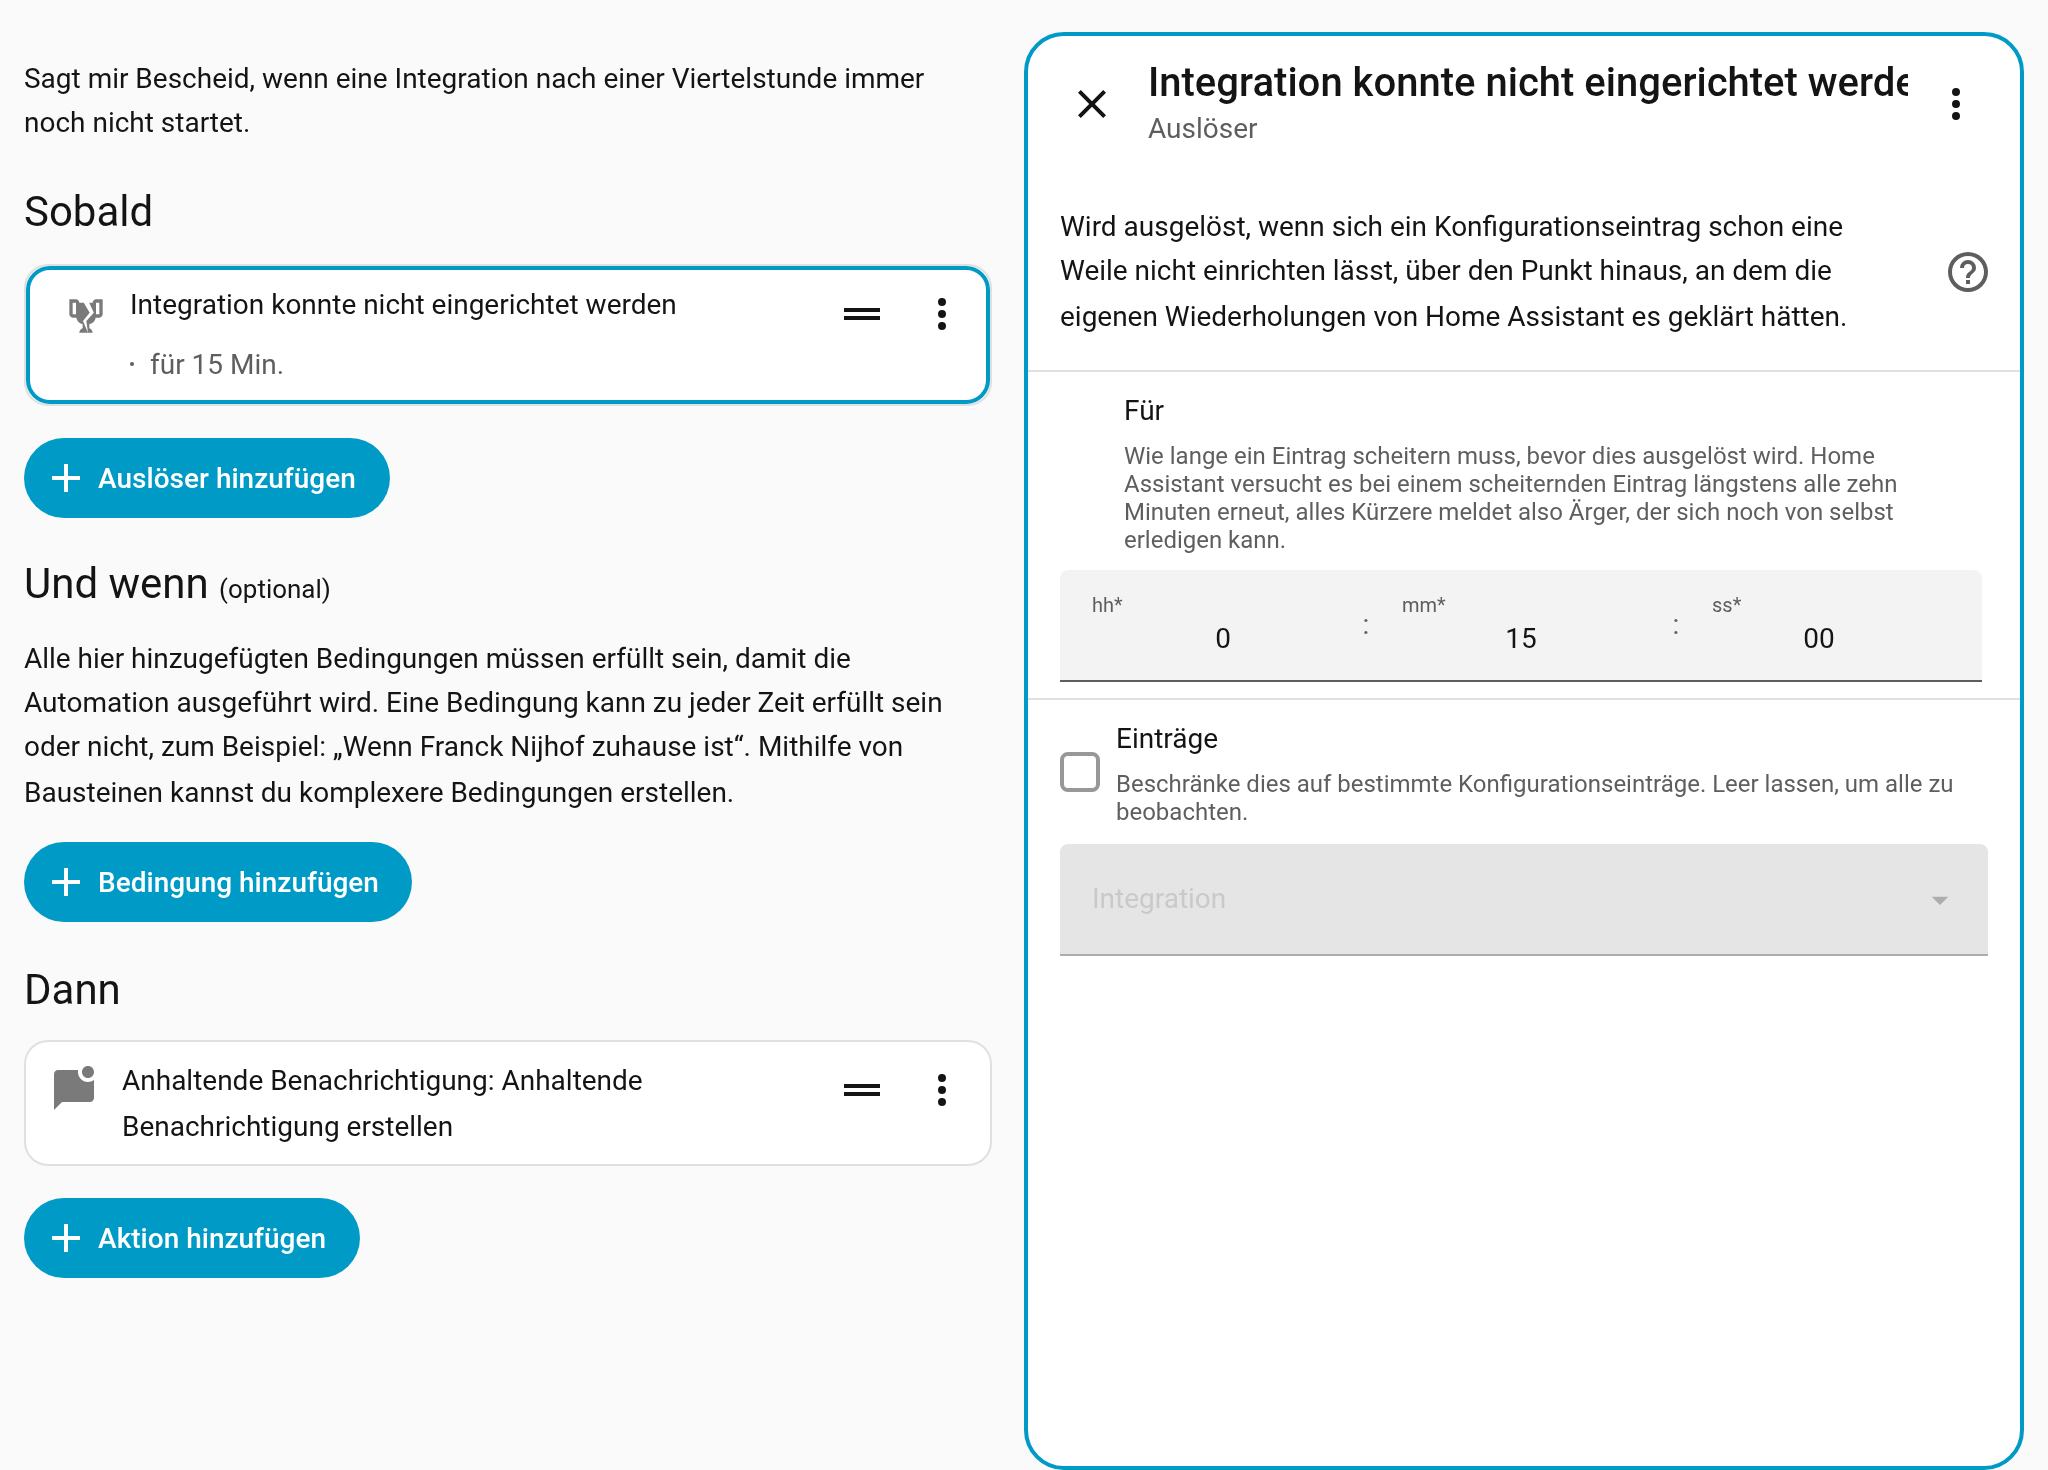 Sagt mir Bescheid, wenn eine Integration nach einer Viertelstunde immer
noch nicht startet.
Sobald
Integration konnte nicht eingerichtet werden
· für 15 Min.
Auslöser hinzufügen
Und wenn (optional)
Alle hier hinzugefügten Bedingungen müssen erfüllt sein, damit die
Automation ausgeführt wird. Eine Bedingung kann zu jeder Zeit erfüllt sein
oder nicht, zum Beispiel: „Wenn Franck Nijhof zuhause ist“. Mithilfe von
Bausteinen kannst du komplexere Bedingungen erstellen.
Bedingung hinzufügen
Dann
Anhaltende Benachrichtigung: Anhaltende
Benachrichtigung erstellen
Aktion hinzufügen
Integration konnte nicht eingerichtet werde
Auslöser
Wird ausgelöst, wenn sich ein Konfigurationseintrag schon eine
Weile nicht einrichten lässt, über den Punkt hinaus, an dem die
eigenen Wiederholungen von Home Assistant es geklärt hätten.
Für
Wie lange ein Eintrag scheitern muss, bevor dies ausgelöst wird. Home
Assistant versucht es bei einem scheiternden Eintrag längstens alle zehn
Minuten erneut, alles Kürzere meldet also Ärger, der sich noch von selbst
erledigen kann.
hh* mm* ss*
0 : 15 : 00
Einträge
Beschränke dies auf bestimmte Konfigurationseinträge. Leer lassen, um alle zu
beobachten.
Integration